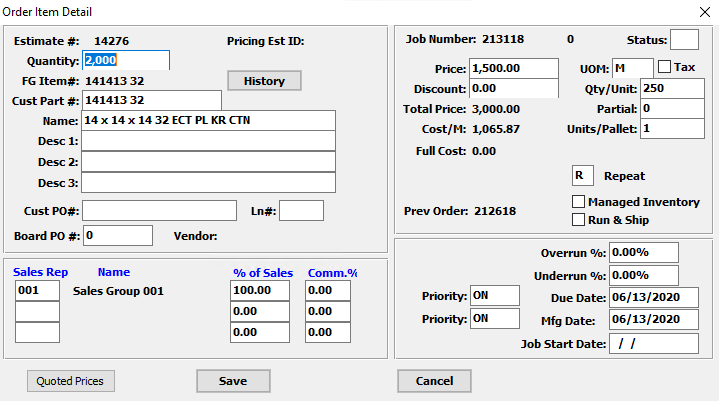 Order Item Detail
Estimate #: 14276 Pricing Est ID:
Quantity: 2,000
FG Item#: 141413 32 History
Cust Part #: 141413 32
Name: 14 x 14 x 14 32 ECT PL KR CTN
Desc 1:
Desc 2:
Desc 3:
Cust PO#: Ln#:
Board PO #: 0 Vendor:
Job Number: 213118 0 Status:
Price: 1,500.00 UOM: M Tax
Discount: 0.00 Qty/Unit: 250
Total Price: 3,000.00 Partial: 0
Cost/M: 1,065.87 Units/Pallet: 1
Full Cost: 0.00
R Repeat
Managed Inventory
Prev Order: 212618 Run & Ship
Sales Rep Name % of Sales Comm.%
001 Sales Group 001 100.00 0.00
0.00 0.00
0.00 0.00
Overrun %: 0.00%
Underrun %: 0.00%
Priority: ON Due Date: 06/13/2020
Priority: ON Mfg Date: 06/13/2020
Job Start Date: / /
Quoted Prices Save Cancel